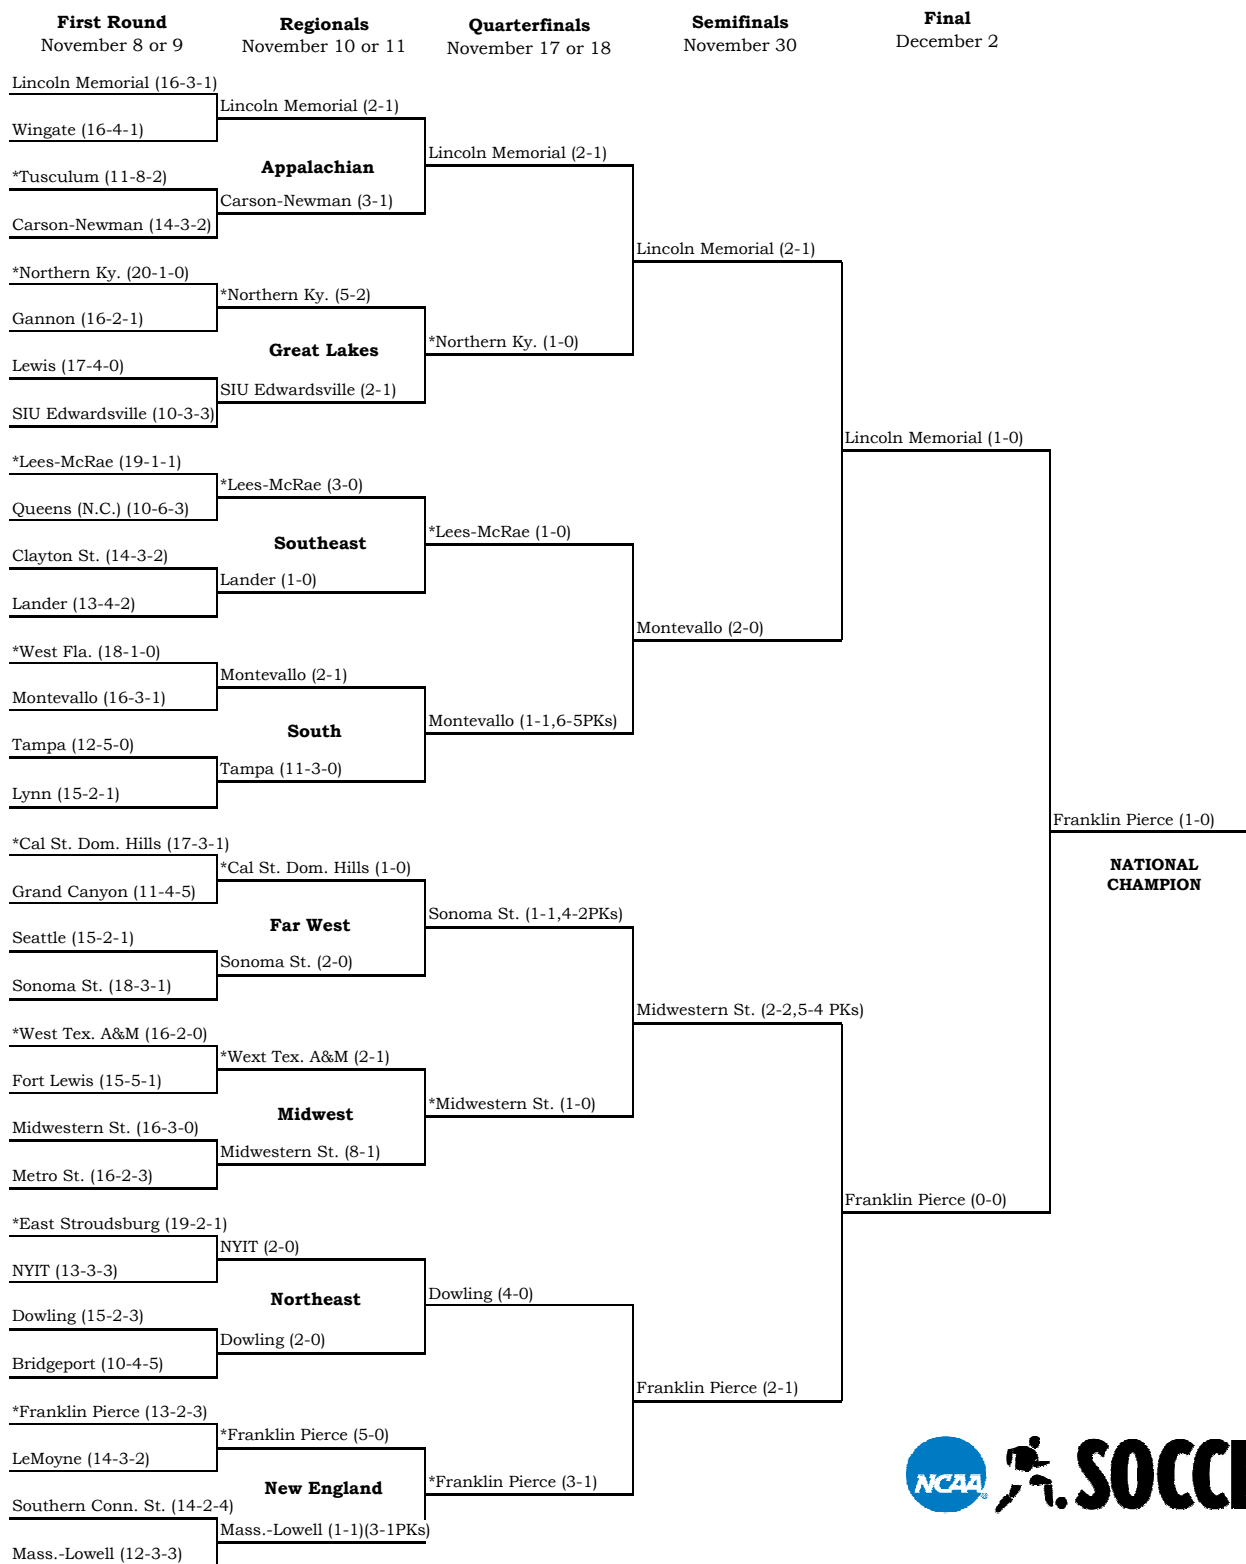 First Round
November 8 or 9
Regionals
November 10 or 11
Quarterfinals
November 17 or 18
Semifinals
November 30
Final
December 2
Lincoln Memorial (16-3-1)
Wingate (16-4-1)
*Tusculum (11-8-2)
Carson-Newman (14-3-2)
*Northern Ky. (20-1-0)
Gannon (16-2-1)
Lewis (17-4-0)
SIU Edwardsville (10-3-3)
*Lees-McRae (19-1-1)
Queens (N.C.) (10-6-3)
Clayton St. (14-3-2)
Lander (13-4-2)
*West Fla. (18-1-0)
Montevallo (16-3-1)
Tampa (12-5-0)
Lynn (15-2-1)
*Cal St. Dom. Hills (17-3-1)
Grand Canyon (11-4-5)
Seattle (15-2-1)
Sonoma St. (18-3-1)
*West Tex. A&M (16-2-0)
Fort Lewis (15-5-1)
Midwestern St. (16-3-0)
Metro St. (16-2-3)
*East Stroudsburg (19-2-1)
NYIT (13-3-3)
Dowling (15-2-3)
Bridgeport (10-4-5)
*Franklin Pierce (13-2-3)
LeMoyne (14-3-2)
Southern Conn. St. (14-2-4)
Mass.-Lowell (12-3-3)
Lincoln Memorial (2-1)
Appalachian
Carson-Newman (3-1)
*Northern Ky. (5-2)
Great Lakes
SIU Edwardsville (2-1)
*Lees-McRae (3-0)
Southeast
Lander (1-0)
Montevallo (2-1)
South
Tampa (11-3-0)
*Cal St. Dom. Hills (1-0)
Far West
Sonoma St. (2-0)
*Wext Tex. A&M (2-1)
Midwest
Midwestern St. (8-1)
NYIT (2-0)
Northeast
Dowling (2-0)
*Franklin Pierce (5-0)
New England
Mass.-Lowell (1-1)(3-1PKs)
Lincoln Memorial (2-1)
*Northern Ky. (1-0)
*Lees-McRae (1-0)
Montevallo (1-1,6-5PKs)
Sonoma St. (1-1,4-2PKs)
*Midwestern St. (1-0)
Dowling (4-0)
*Franklin Pierce (3-1)
Lincoln Memorial (2-1)
Montevallo (2-0)
Midwestern St. (2-2,5-4 PKs)
Franklin Pierce (2-1)
Lincoln Memorial (1-0)
Franklin Pierce (0-0)
Franklin Pierce (1-0)
NATIONAL
CHAMPION
NCAA SOCCE